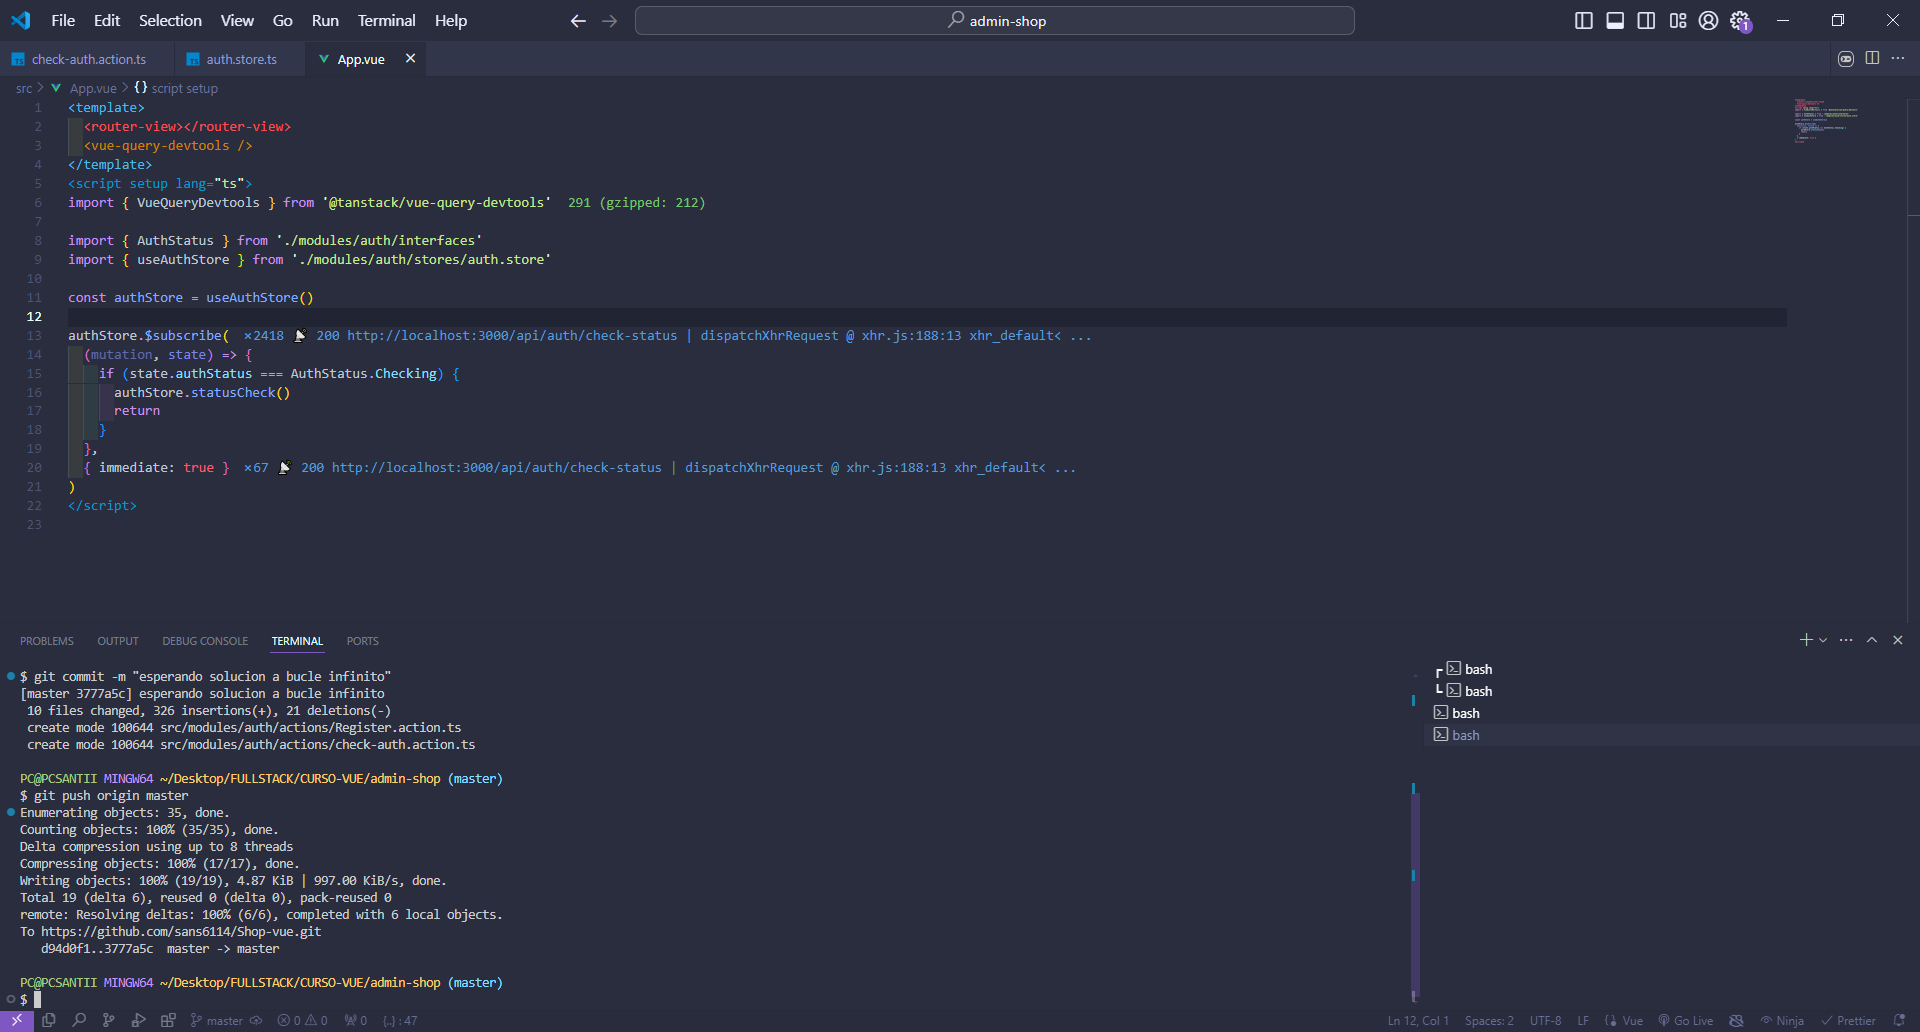 File Edit Selection View Go Run Terminal Help
admin-shop
1
TS check-auth.action.ts
TS auth.store.ts
App.vue
src > App.vue > {} script setup
1 <template>
2 <router-view></router-view>
3 <vue-query-devtools />
4 </template>
5 <script setup lang="ts">
6 import { VueQueryDevtools } from '@tanstack/vue-query-devtools' 291 (gzipped: 212)
7
8 import { AuthStatus } from './modules/auth/interfaces'
9 import { useAuthStore } from './modules/auth/stores/auth.store'
10
11 const authStore = useAuthStore()
12
13 authStore.$subscribe( ×2418 200 http://localhost:3000/api/auth/check-status | dispatchXhrRequest @ xhr.js:188:13 xhr_default< ...
14 (mutation, state) => {
15 if (state.authStatus === AuthStatus.Checking) {
16 authStore.statusCheck()
17 return
18 }
19 },
20 { immediate: true } ×67 200 http://localhost:3000/api/auth/check-status | dispatchXhrRequest @ xhr.js:188:13 xhr_default< ...
21 )
22 </script>
23
PROBLEMS OUTPUT DEBUG CONSOLE TERMINAL PORTS
$ git commit -m "esperando solucion a bucle infinito"
[master 3777a5c] esperando solucion a bucle infinito
10 files changed, 326 insertions(+), 21 deletions(-)
create mode 100644 src/modules/auth/actions/Register.action.ts
create mode 100644 src/modules/auth/actions/check-auth.action.ts
PC@PCSANTII MINGW64 ~/Desktop/FULLSTACK/CURSO-VUE/admin-shop (master)
$ git push origin master
Enumerating objects: 35, done.
Counting objects: 100% (35/35), done.
Delta compression using up to 8 threads
Compressing objects: 100% (17/17), done.
Writing objects: 100% (19/19), 4.87 KiB | 997.00 KiB/s, done.
Total 19 (delta 6), reused 0 (delta 0), pack-reused 0
remote: Resolving deltas: 100% (6/6), completed with 6 local objects.
To https://github.com/sans6114/Shop-vue.git
d94d0f1..3777a5c master -> master
PC@PCSANTII MINGW64 ~/Desktop/FULLSTACK/CURSO-VUE/admin-shop (master)
$
bash
bash
bash
bash
master 0 0 0 {..} : 47
Ln 12, Col 1 Spaces: 2 UTF-8 LF Vue Go Live Ninja Prettier